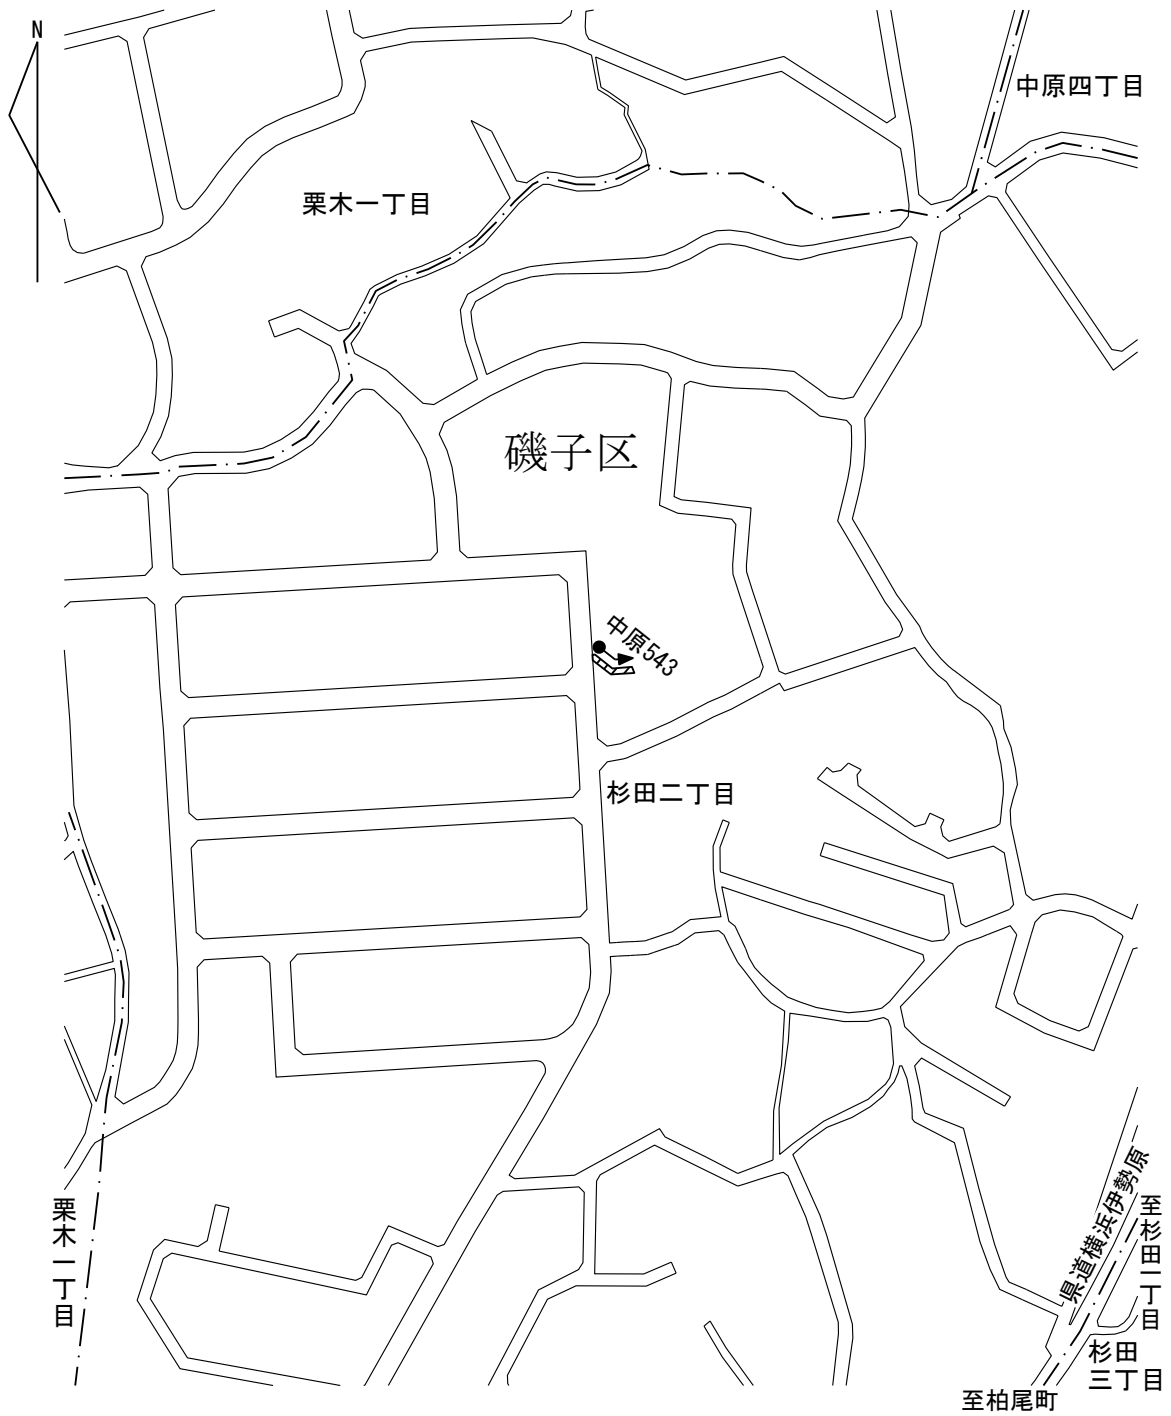 N
中原四丁目
栗木一丁目
磯子区
中原543
杉田二丁目
栗木一丁目
県道横浜伊勢原
至杉田一丁目
杉田
三丁目
至柏尾町